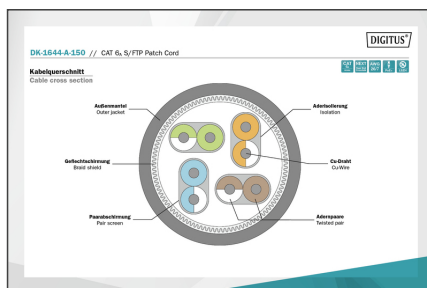 DIGITUS®
DK-1644-A-150 // CAT 6A S/FTP Patch Cord
Kabelquerschnitt
Cable cross section
Außenmantel
Outer jacket
Aderisolierung
Isolation
Geflechtschirmung
Braid shield
Cu-Draht
Cu-Wire
Paarabschirmung
Pair screen
Adernpaare
Twisted pair